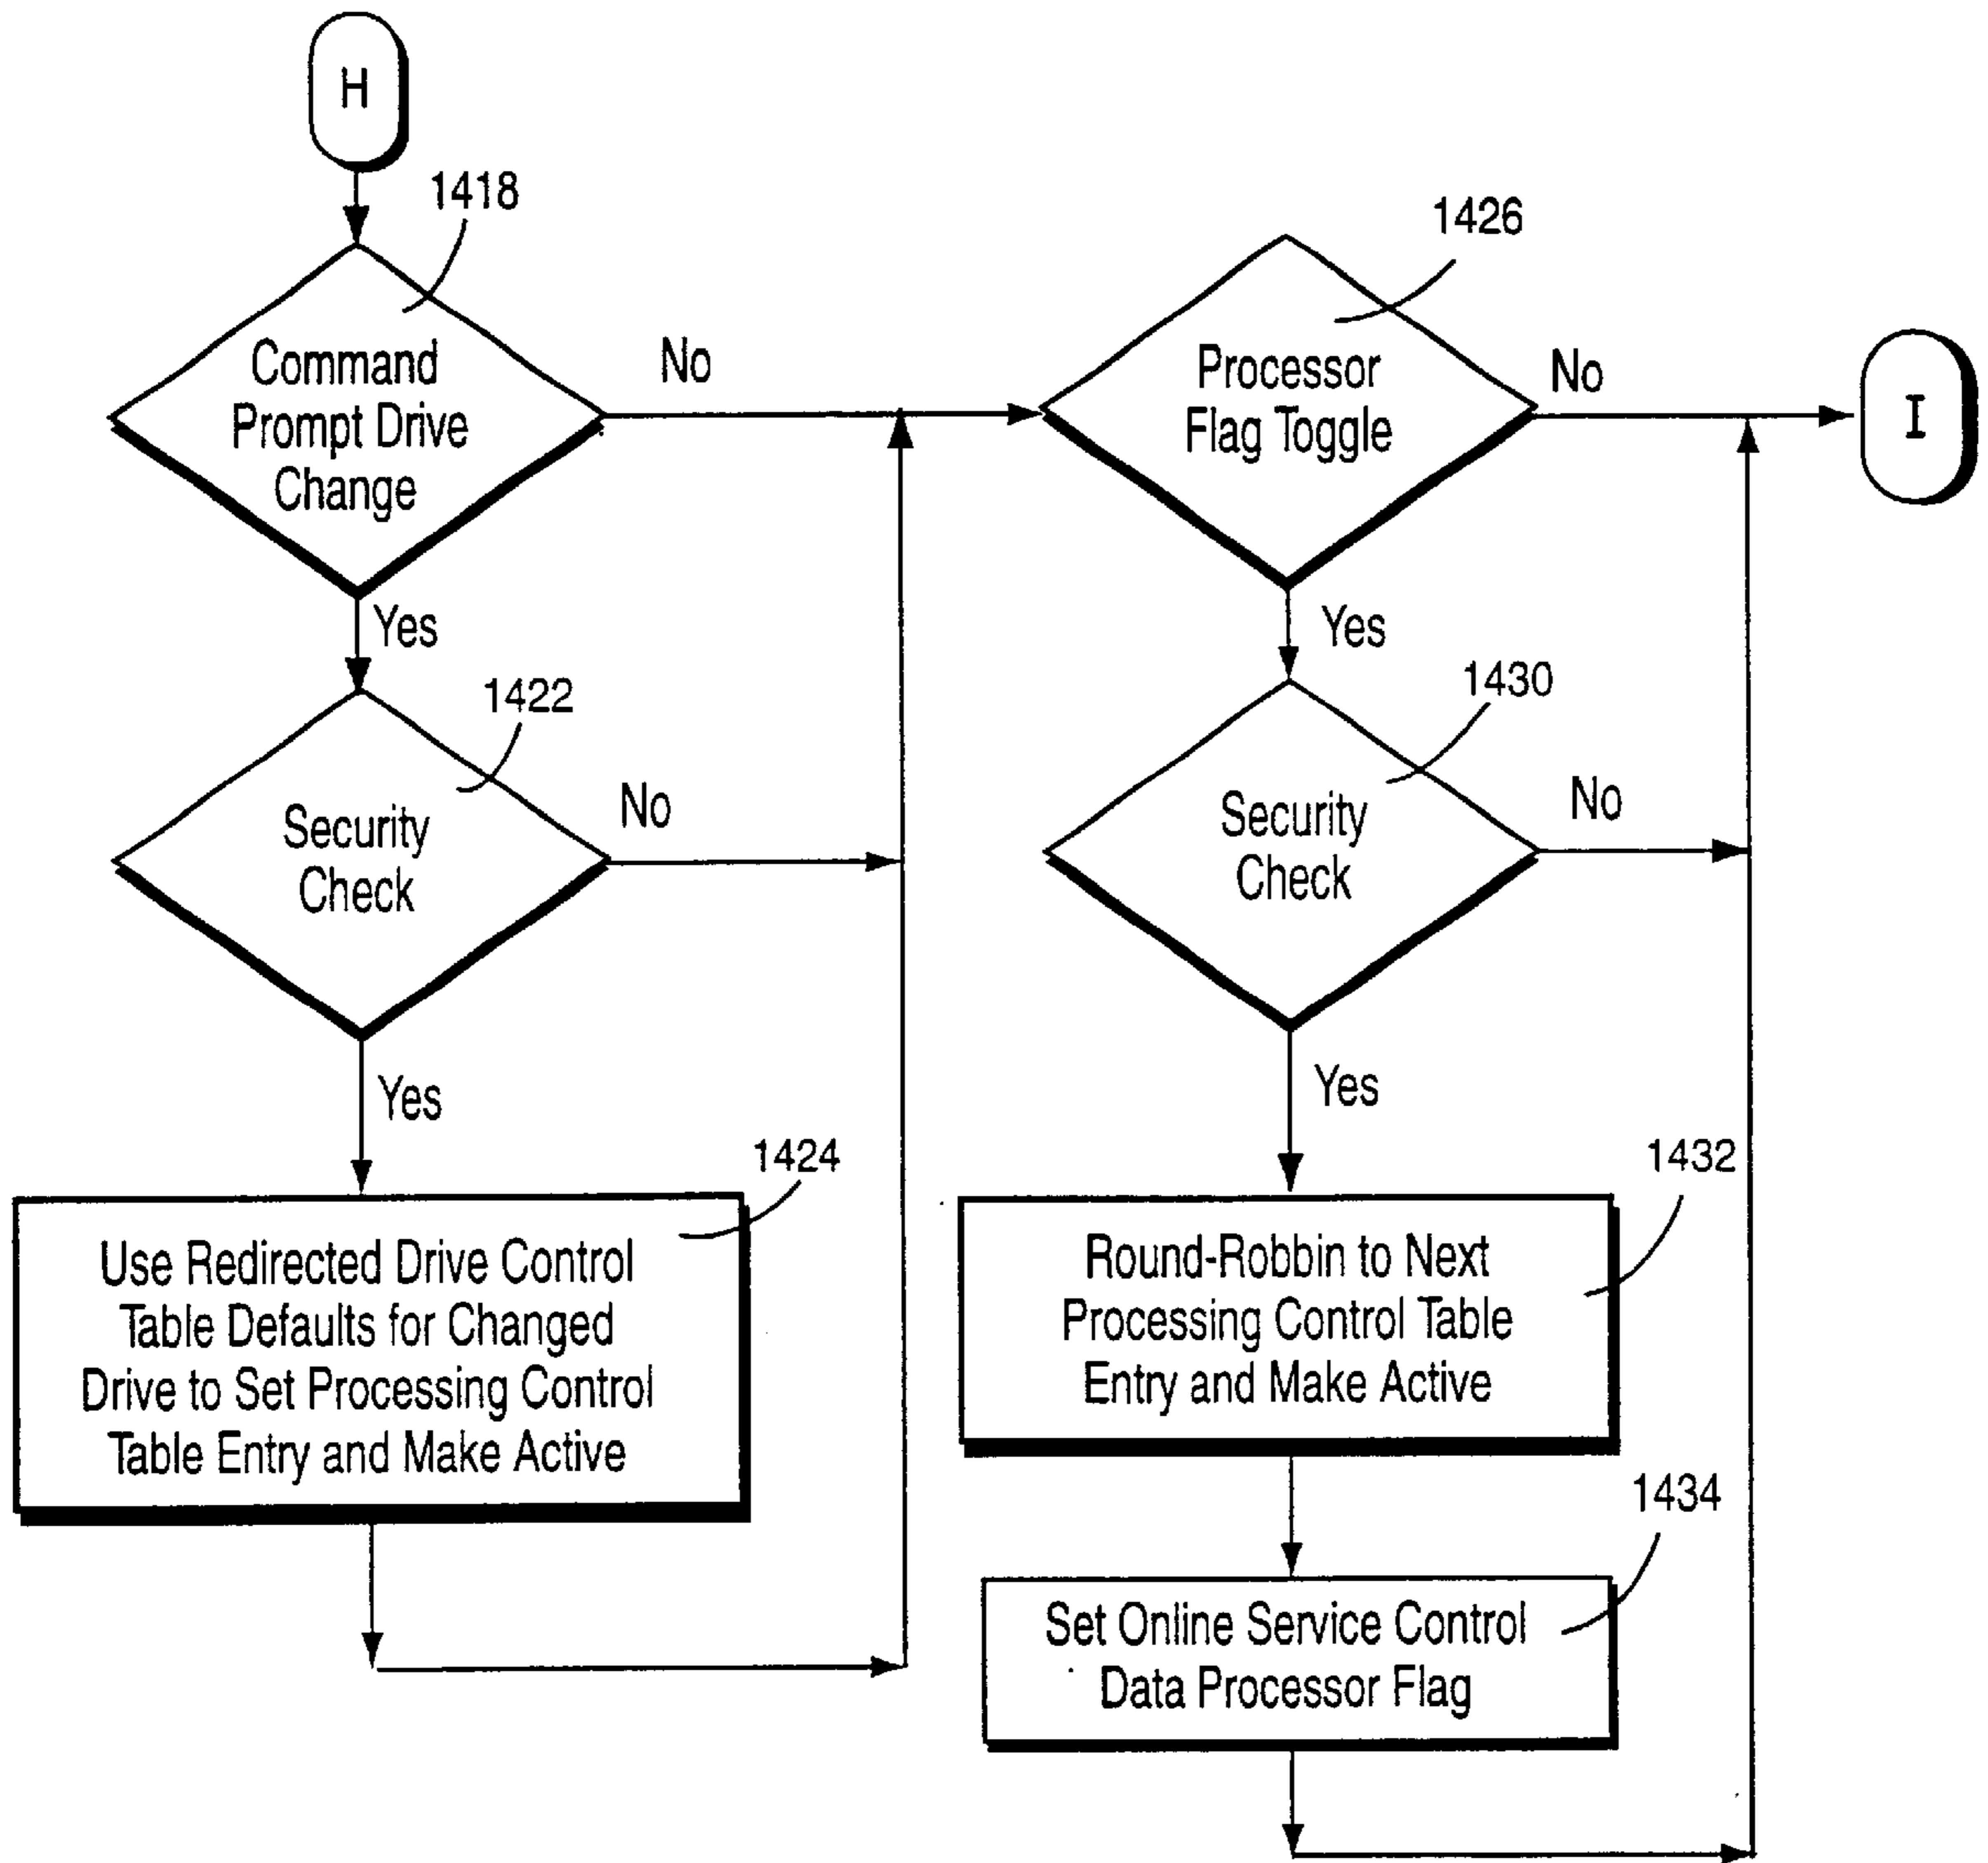 H
1418
Command
Prompt Drive
Change
No
Yes
1422
Security
Check
No
Yes
1424
Use Redirected Drive Control
Table Defaults for Changed
Drive to Set Processing Control
Table Entry and Make Active
1426
Processor
Flag Toggle
No
I
Yes
1430
Security
Check
No
Yes
1432
Round-Robbin to Next
Processing Control Table
Entry and Make Active
1434
Set Online Service Control
Data Processor Flag